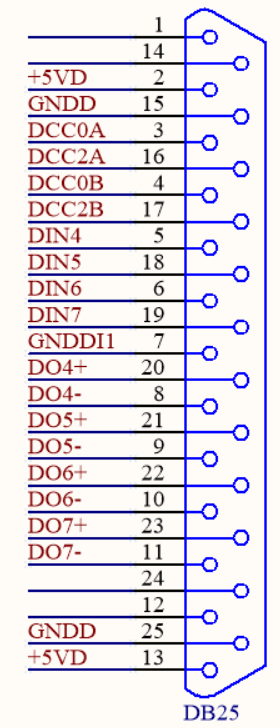 1
14
+5VD 2
GNDD 15
DCC0A 3
DCC2A 16
DCC0B 4
DCC2B 17
DIN4 5
DIN5 18
DIN6 6
DIN7 19
GNDDI1 7
DO4+ 20
DO4- 8
DO5+ 21
DO5- 9
DO6+ 22
DO6- 10
DO7+ 23
DO7- 11
24
12
GNDD 25
+5VD 13
DB25